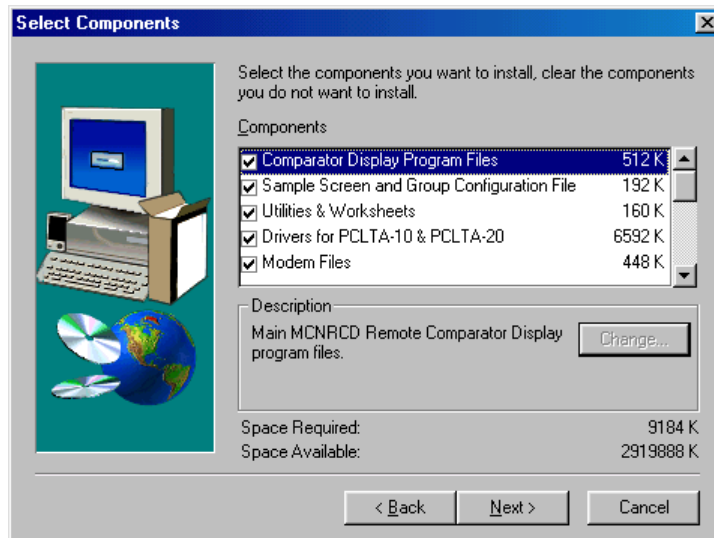 Select Components
Select the components you want to install, clear the components
you do not want to install.
Components
Comparator Display Program Files 512 K
Sample Screen and Group Configuration File 192 K
Utilities & Worksheets 160 K
Drivers for PCLTA-10 & PCLTA-20 6592 K
Modem Files 448 K
Description
Main MCNRCD Remote Comparator Display
program files.
Change...
Space Required: 9184 K
Space Available: 2919888 K
< Back Next > Cancel